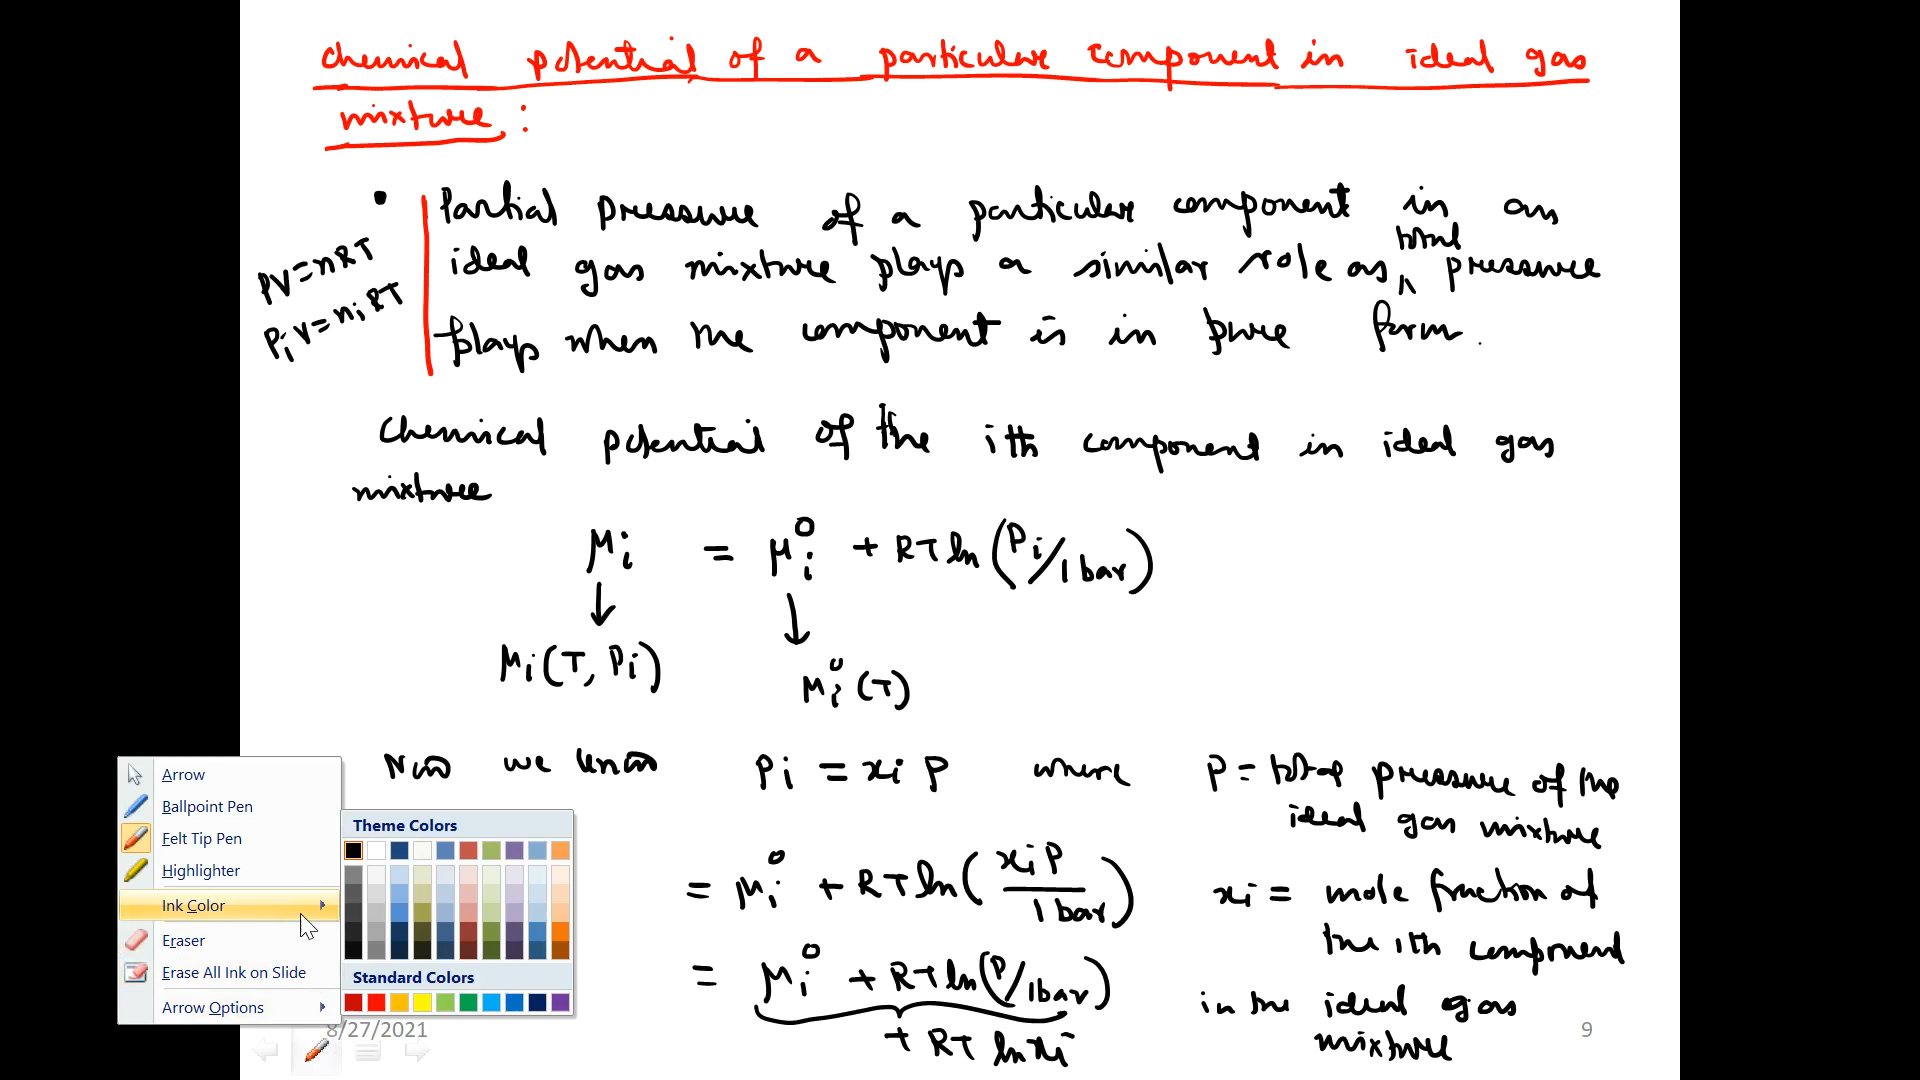 chemical potential of a particular component in ideal gas
mixture :
• Partial pressure of a particular component in an
ideal gas mixture plays a similar role as total pressure
plays when the component is in pure form.
PV = nRT
Pi V = ni RT
Chemical potential of the ith component in ideal gas
mixture
μi = μi⁰ + RT ln (Pi/1 bar)
μi (T, Pi)
μi⁰ (T)
Now we know Pi = xi P where P = total pressure of the
ideal gas mixture
= μi⁰ + RT ln (xi P / 1 bar)
xi = mole fraction of
the ith component
in the ideal gas
mixture
= μi⁰ + RT ln (P/1bar)
+ RT ln xi
Arrow
Ballpoint Pen
Felt Tip Pen
Highlighter
Ink Color
Eraser
Erase All Ink on Slide
Arrow Options
Theme Colors
Standard Colors
8/27/2021
9